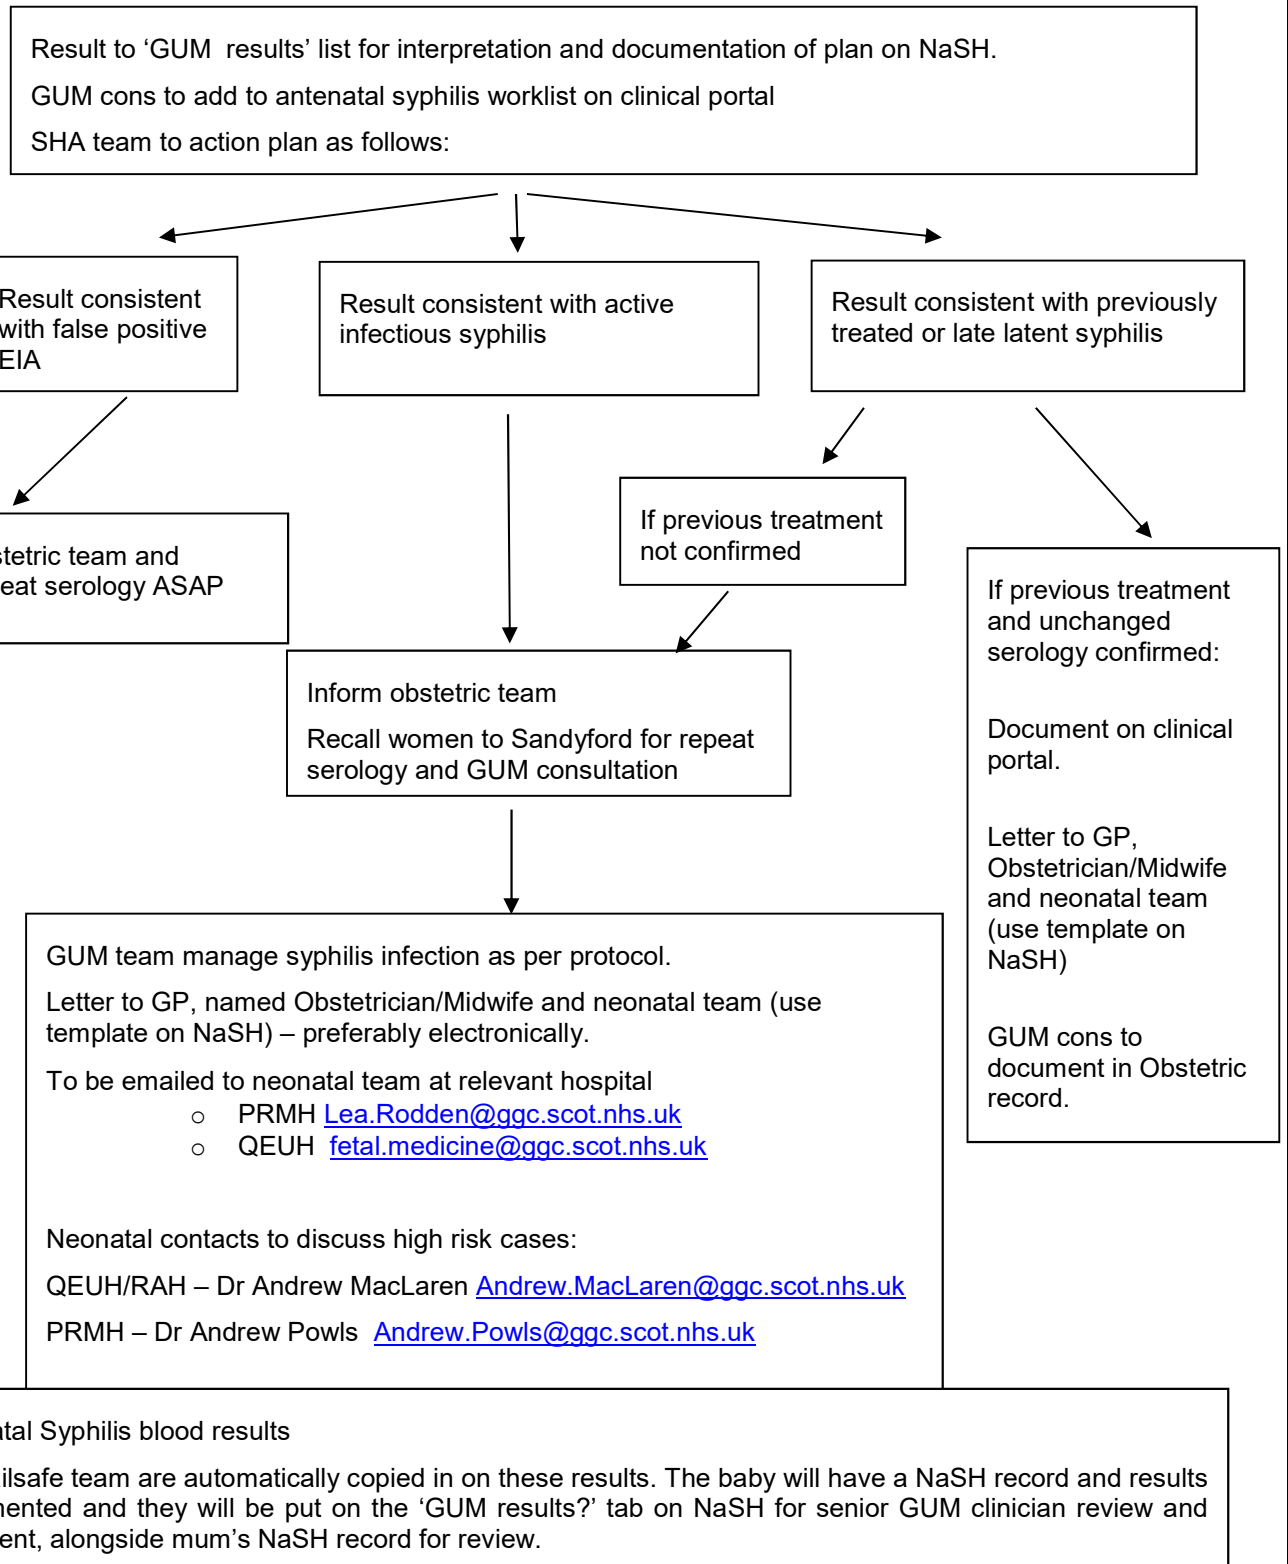 Result to ‘GUM  results’ list for interpretation and documentation of plan on NaSH.
GUM cons to add to antenatal syphilis worklist on clinical portal
SHA team to action plan as follows:
Result consistent
with false positive
EIA
Result consistent with active
infectious syphilis
Result consistent with previously
treated or late latent syphilis
If previous treatment
not confirmed
stetric team and
eat serology ASAP
If previous treatment
and unchanged
serology confirmed:
Document on clinical
portal.
Letter to GP,
Obstetrician/Midwife
and neonatal team
(use template on
NaSH)
GUM cons to
document in Obstetric
record.
Inform obstetric team
Recall women to Sandyford for repeat
serology and GUM consultation
GUM team manage syphilis infection as per protocol.
Letter to GP, named Obstetrician/Midwife and neonatal team (use
template on NaSH) – preferably electronically.
To be emailed to neonatal team at relevant hospital
o PRMH Lea.Rodden@ggc.scot.nhs.uk
o QEUH fetal.medicine@ggc.scot.nhs.uk
Neonatal contacts to discuss high risk cases:
QEUH/RAH – Dr Andrew MacLaren Andrew.MacLaren@ggc.scot.nhs.uk
PRMH – Dr Andrew Powls Andrew.Powls@ggc.scot.nhs.uk
atal Syphilis blood results
ilsafe team are automatically copied in on these results. The baby will have a NaSH record and results
mented and they will be put on the ‘GUM results?’ tab on NaSH for senior GUM clinician review and
ent, alongside mum’s NaSH record for review.